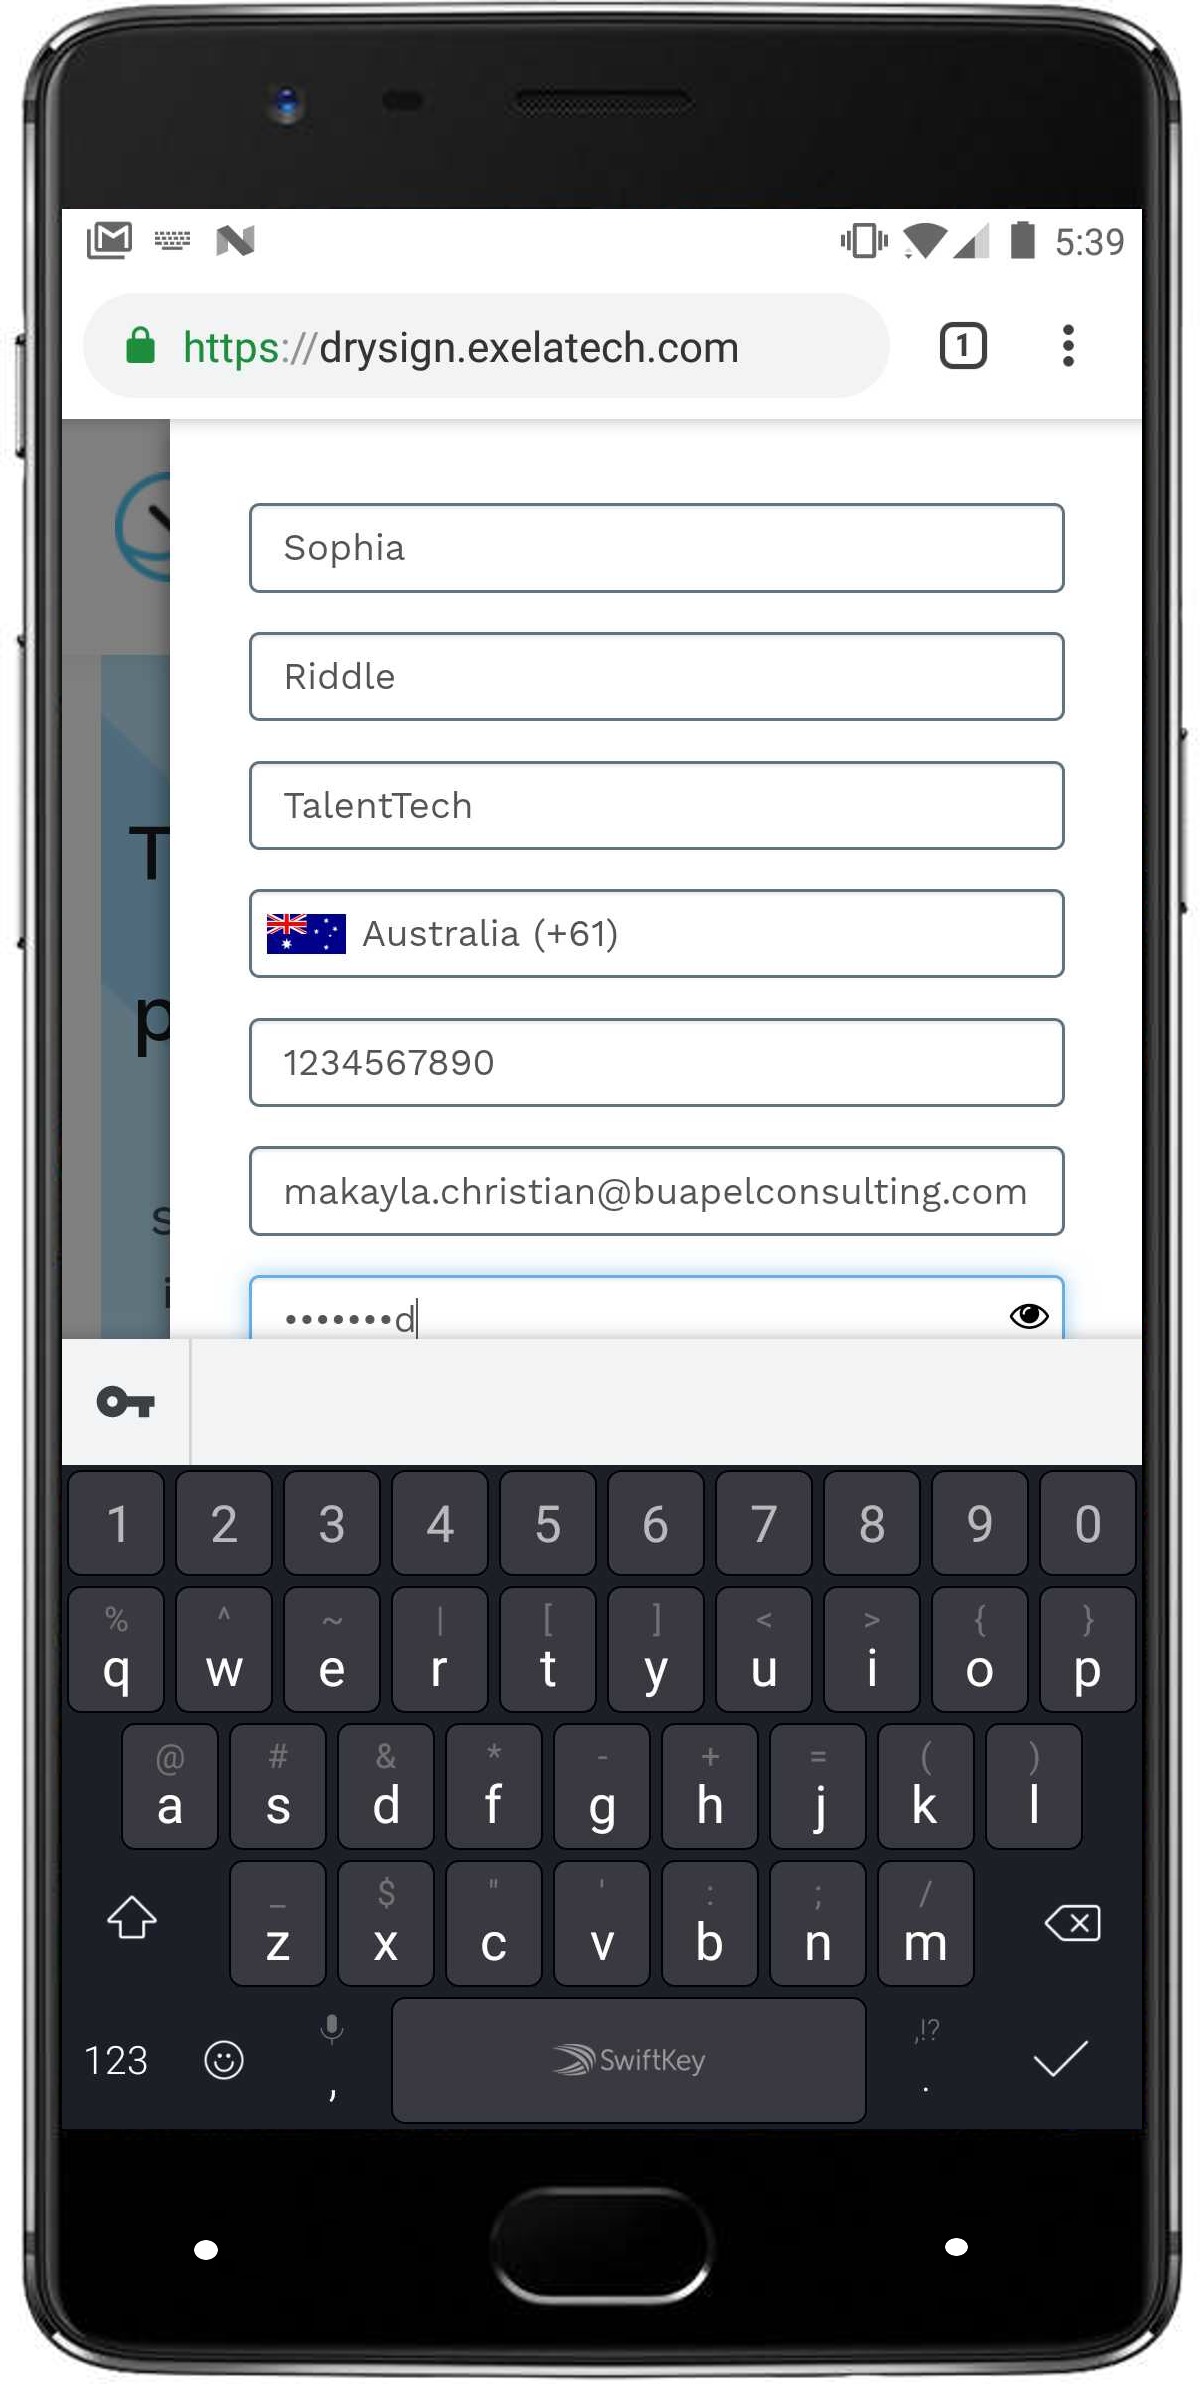 5:39
https://drysign.exelatech.com
1
Sophia
T
Riddle
TalentTech
Australia (+61)
p
1234567890
s
makayla.christian@buapelconsulting.com
i
•••••••d
1 2 3 4 5 6 7 8 9 0
% ^ ~ | [ ] < > { }
q w e r t y u i o p
@ # & * - + = ( )
a s d f g h j k l
_ $ " ' : ; /
z x c v b n m
,!?
123 , SwiftKey .